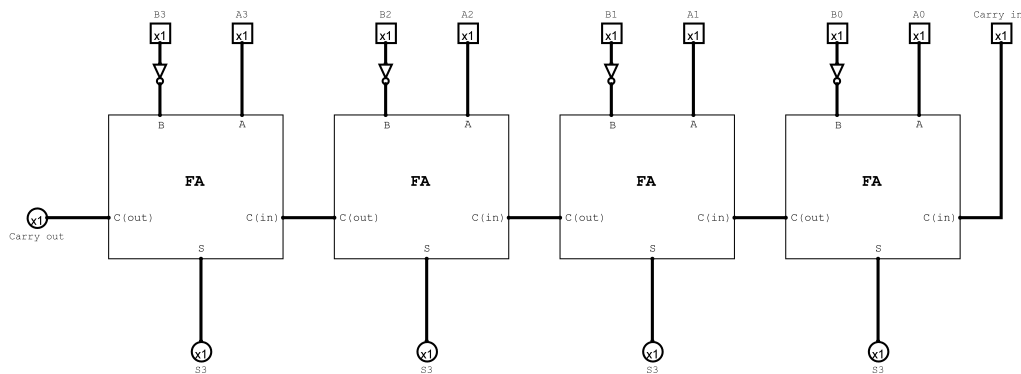 B3 A3 B2 A2 B1 A1 B0 A0 Carry in
x1 x1 x1 x1 x1 x1 x1 x1 x1
B A B A B A B A
FA FA FA FA
x1 C(out) C(in) C(out) C(in) C(out) C(in) C(out) C(in)
Carry out
S S S S
x1 x1 x1 x1
S3 S3 S3 S3